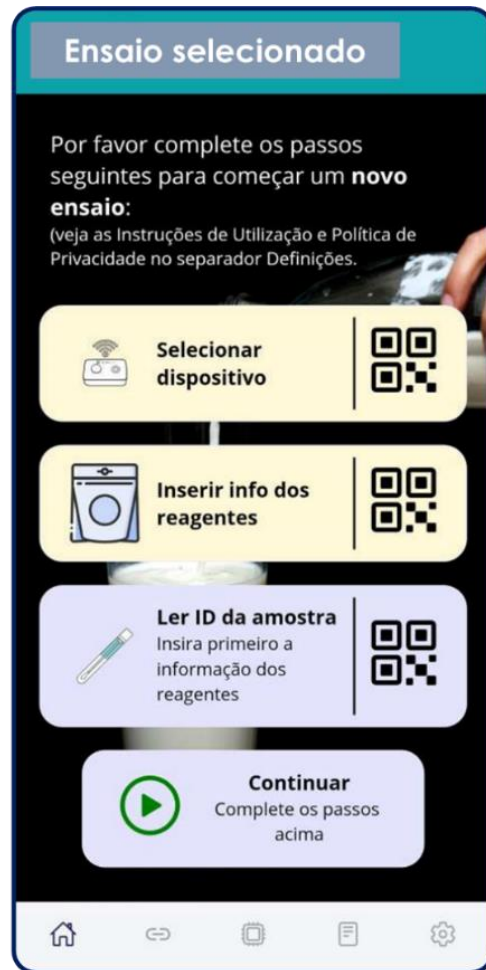 Ensaio selecionado
Por favor complete os passos
seguintes para começar um novo
ensaio:
(veja as Instruções de Utilização e Política de
Privacidade no separador Definições.
Selecionar
dispositivo
Inserir info dos
reagentes
Ler ID da amostra
Insira primeiro a
informação dos
reagentes
Continuar
Complete os passos
acima